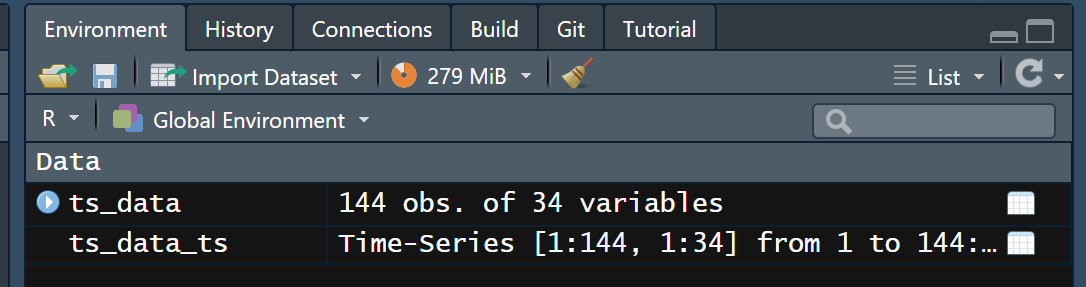 Environment History Connections Build Git Tutorial
Import Dataset 279 MiB List
R Global Environment
Data
ts_data 144 obs. of 34 variables
ts_data_ts Time-Series [1:144, 1:34] from 1 to 144:…